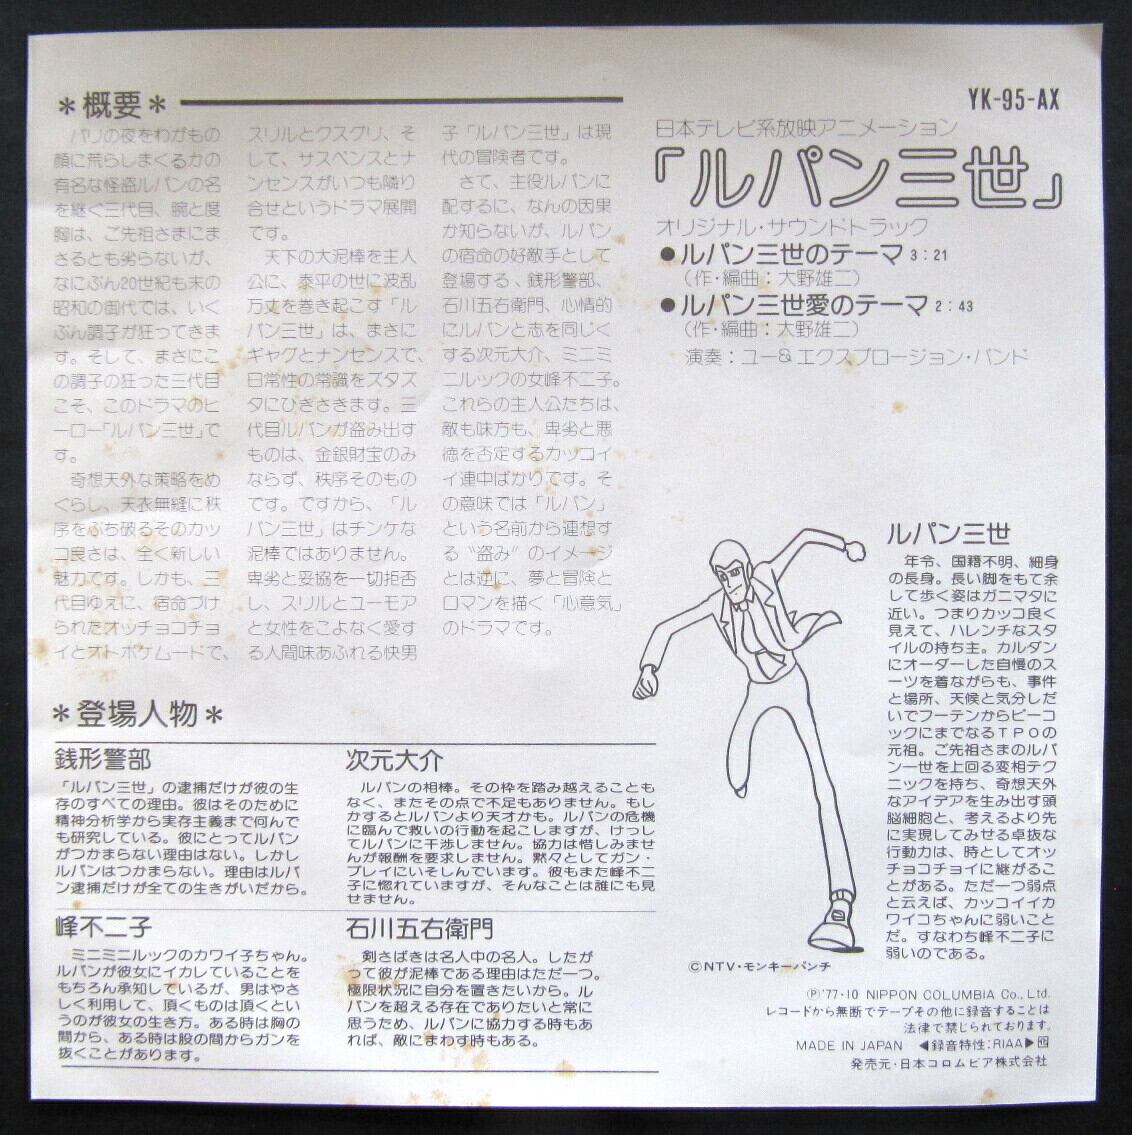 ＊概要＊
パリの夜をわがもの
顔に荒らしまくるかの
有名な怪盗ルパンの名
を継ぐ三代目、腕と度
胸は、ご先祖さまにま
さるとも劣らないが、
なにぶん20世紀も末の
昭和の御代では、いく
ぶん調子が狂ってきま
す。そして、まさにこ
の調子の狂った三代目
こそ、このドラマのヒ
ーロー「ルパン三世」で
す。
奇想天外な策略をめ
ぐらし、天衣無縫に秩
序をぶち破るそのカッ
コ良さは、全く新しい
魅力です。しかも、三
代目ゆえに、宿命づけ
られたオッチョコチョ
イとオトボケムードで、
スリルとクスグリ、そ
して、サスペンスとナ
ンセンスがいつも隣り
合せというドラマ展開
です。
天下の大泥棒を主人
公に、泰平の世に波乱
万丈を巻き起こす「ル
パン三世」は、まさに
ギャグとナンセンスで、
日常性の常識をズタズ
タにひきさきます。三
代目ルパンが盗み出す
ものは、金銀財宝のみ
ならず、秩序そのもの
です。ですから、「ル
パン三世」はチンケな
泥棒ではありません。
卑劣と妥協を一切拒否
し、スリルとユーモア
と女性をこよなく愛す
る人間味あふれる快男
子「ルパン三世」は現
代の冒険者です。
さて、主役ルパンに
配するに、なんの因果
か知らないが、ルパン
の宿命の好敵手として
登場する、銭形警部、
石川五右衛門、心情的
にルパンと志を同じく
する次元大介、ミニミ
ニルックの女峰不二子。
これらの主人公たちは、
敵も味方も、卑劣と悪
徳を否定するカッコイ
イ連中ばかりです。そ
の意味では「ルパン」
という名前から連想す
る〝盗み〟のイメージ
とは逆に、夢と冒険と
ロマンを描く「心意気」
のドラマです。
YK-95-AX
日本テレビ系放映アニメーション
「ルパン三世」
オリジナル・サウンドトラック
●ルパン三世のテーマ 3：21
（作・編曲：大野雄二）
●ルパン三世愛のテーマ 2：43
（作・編曲：大野雄二）
演奏：ユー&エクスプロージョン・バンド
ルパン三世
年令、国籍不明、細身
の長身。長い脚をもて余
して歩く姿はガニマタに
近い。つまりカッコ良く
見えて、ハレンチなスタ
イルの持ち主。カルダン
にオーダーした自慢のス
ーツを着ながらも、事件
と場所、天候と気分しだ
いでフーテンからピーコ
ックにまでなるTPOの
元祖。ご先祖さまのルパ
ン一世を上回る変相テク
ニックを持ち、奇想天外
なアイデアを生み出す頭
脳細胞と、考えるより先
に実現してみせる卓抜な
行動力は、時としてオッ
チョコチョイに継がるこ
とがある。ただ一つ弱点
と云えば、カッコイイカ
ワイコちゃんに弱いこと
だ。すなわち峰不二子に
弱いのである。
©NTV・モンキーパンチ
＊登場人物＊
銭形警部
「ルパン三世」の逮捕だけが彼の生
存のすべての理由。彼はそのために
精神分析学から実存主義まで何んで
も研究している。彼にとってルパン
がつかまらない理由はない。しかし
ルパンはつかまらない。理由はルパ
ン逮捕だけが全ての生きがいだから。
次元大介
ルパンの相棒。その枠を踏み越えることも
なく、またその点で不足もありません。もし
かするとルパンより天才かも。ルパンの危機
に臨んで救いの行動を起こしますが、けっし
てルパンに干渉しません。協力は惜しみませ
んが報酬を要求しません。黙々としてガン・
プレイにいそしんでいます。彼もまた峰不二
子に惚れていますが、そんなことは誰にも見
せません。
峰不二子
ミニミニルックのカワイ子ちゃん。
ルパンが彼女にイカレていることを
もちろん承知しているが、男はやさ
しく利用して、頂くものは頂くとい
うのが彼女の生き方。ある時は胸の
間から、ある時は股の間からガンを
抜くことがあります。
石川五右衛門
剣さばきは名人中の名人。したが
って彼が泥棒である理由はただ一つ。
極限状況に自分を置きたいから。ル
パンを超える存在でありたいと常に
思うため、ルパンに協力する時もあ
れば、敵にまわす時もある。
Ⓟ'77・10 NIPPON COLUMBIA Co., Ltd.
レコードから無断でテープその他に録音することは
法律で禁じられております。
MADE IN JAPAN ◀録音特性：RIAA▶
発売元・日本コロムビア株式会社